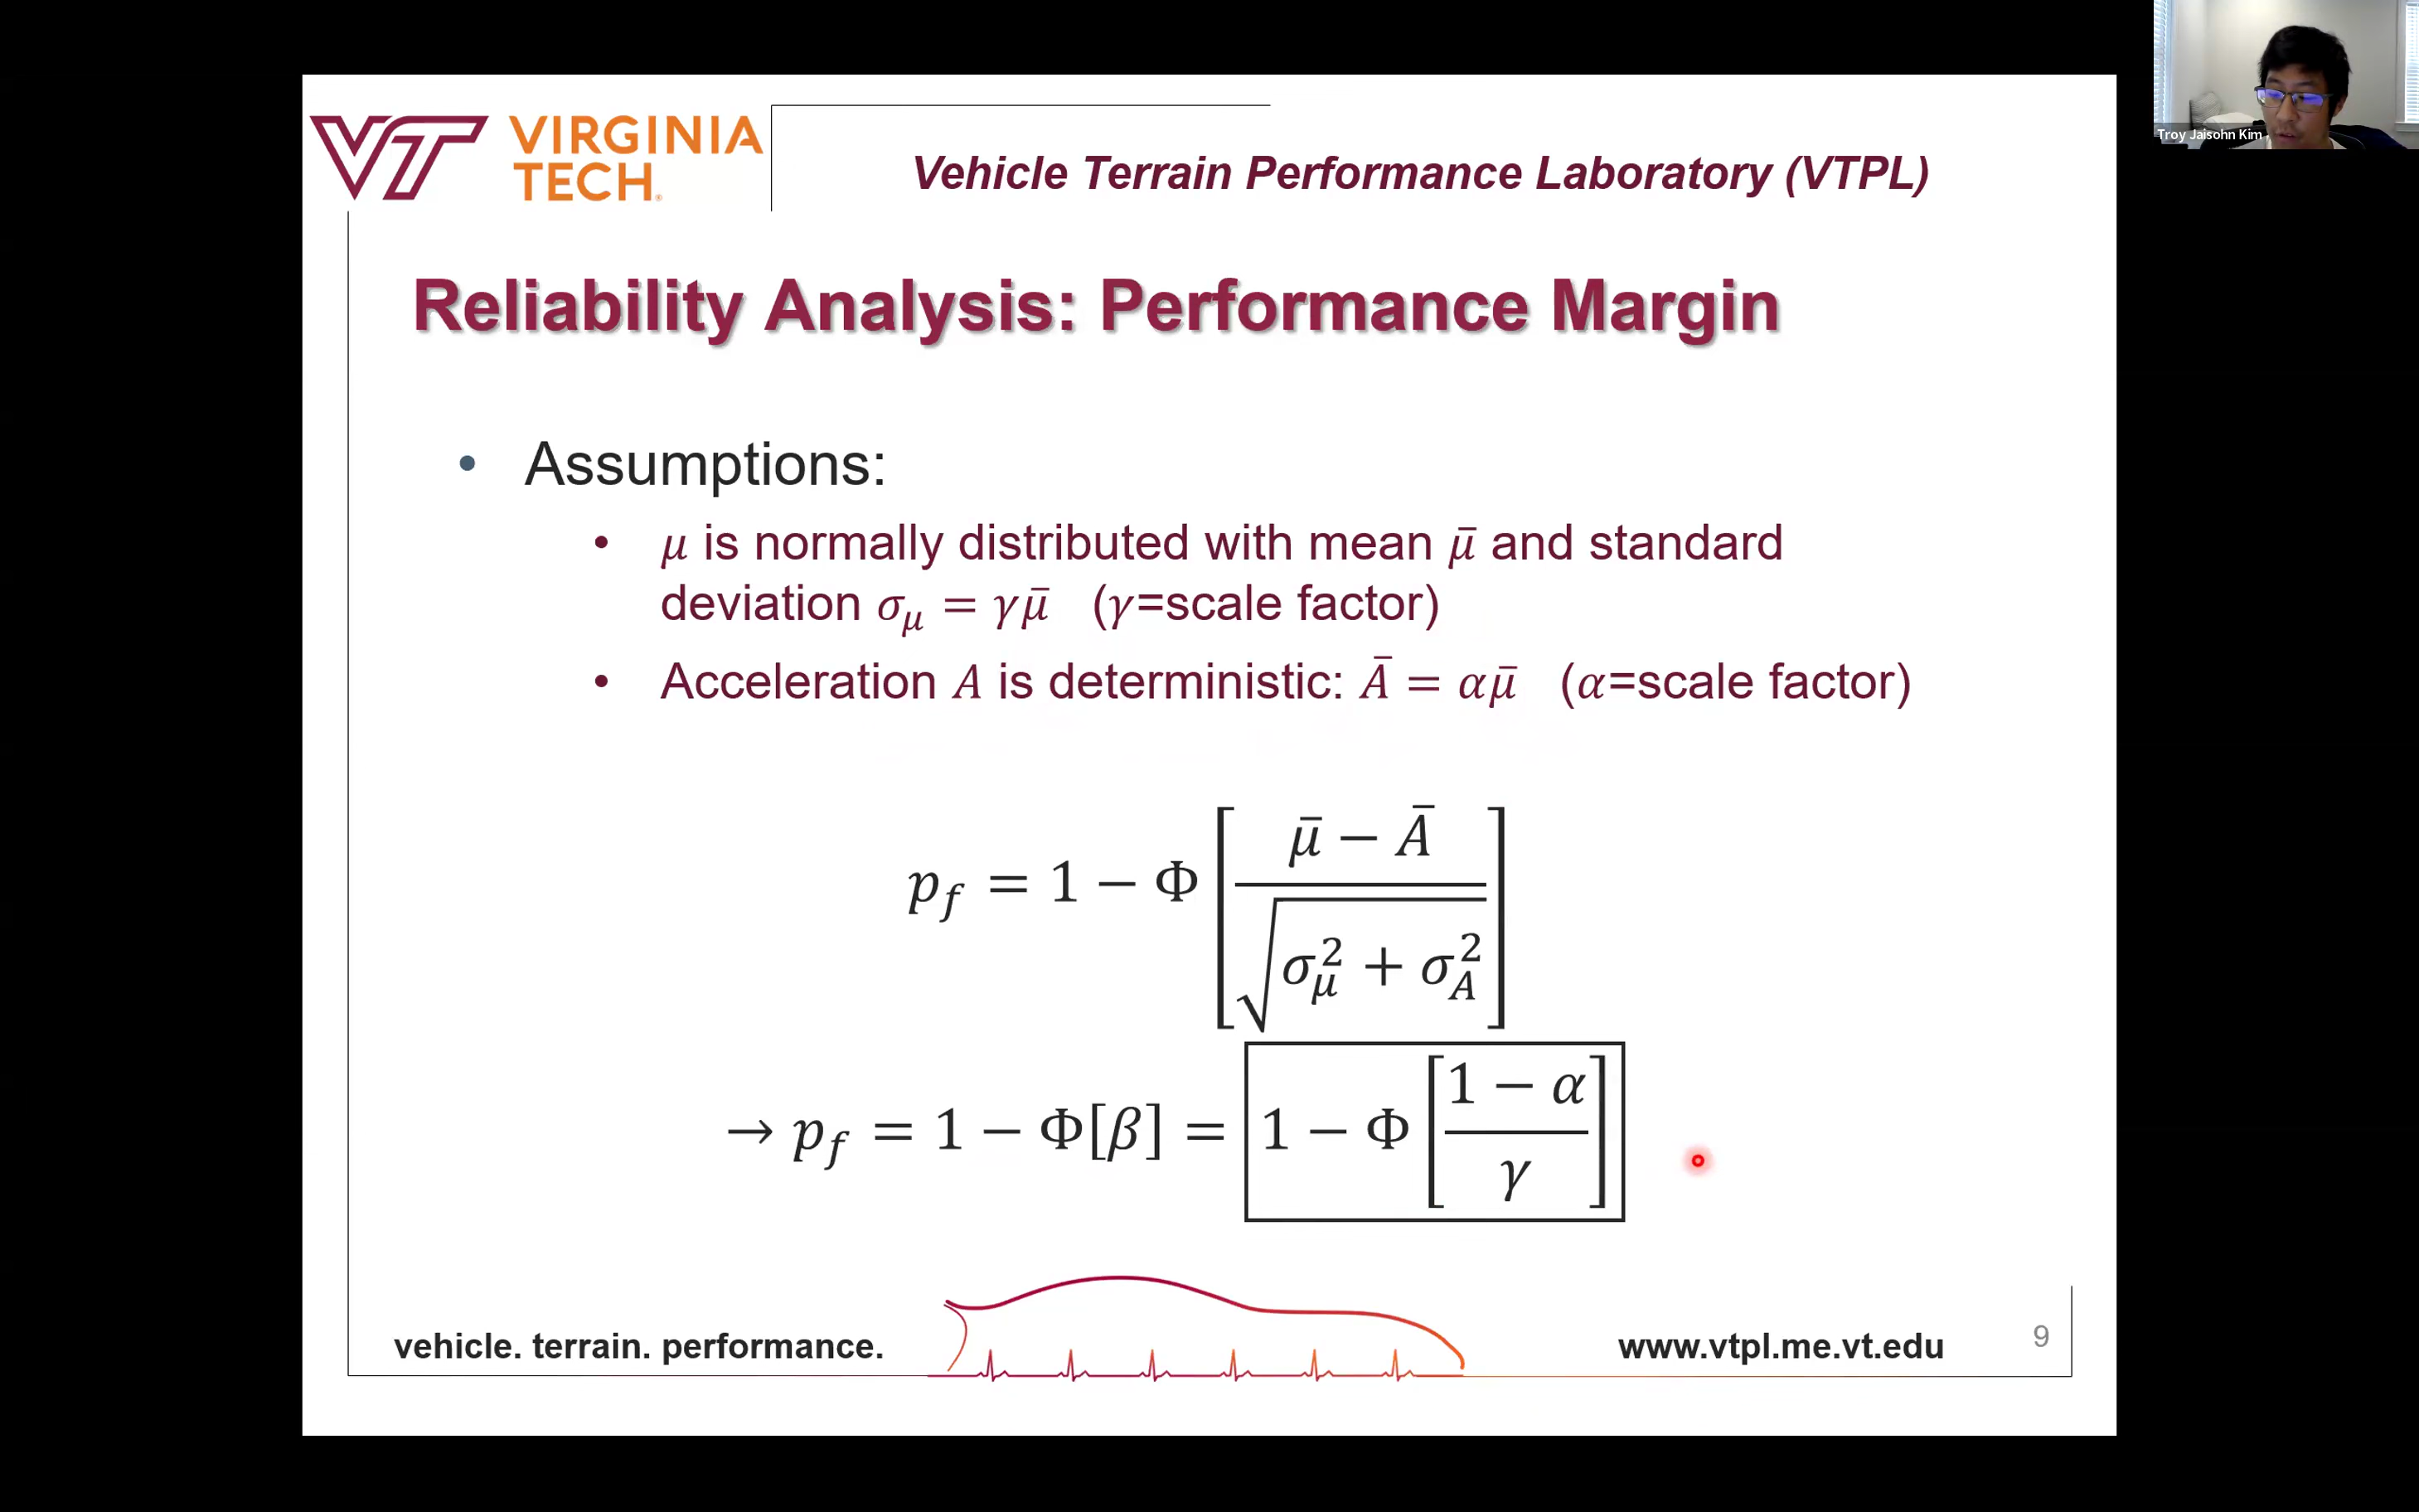 VT VIRGINIA
TECH®
Vehicle Terrain Performance Laboratory (VTPL)
Troy Jaisohn Kim
Reliability Analysis: Performance Margin
• Assumptions:
• μ is normally distributed with mean μ̄ and standard
deviation σ_μ = γμ̄ (γ=scale factor)
• Acceleration A is deterministic: Ā = αμ̄ (α=scale factor)
p_f = 1 − Φ[(μ̄ − Ā) / √(σ_μ² + σ_A²)]
→ p_f = 1 − Φ[β] = 1 − Φ[(1 − α) / γ]
vehicle. terrain. performance.
www.vtpl.me.vt.edu
9